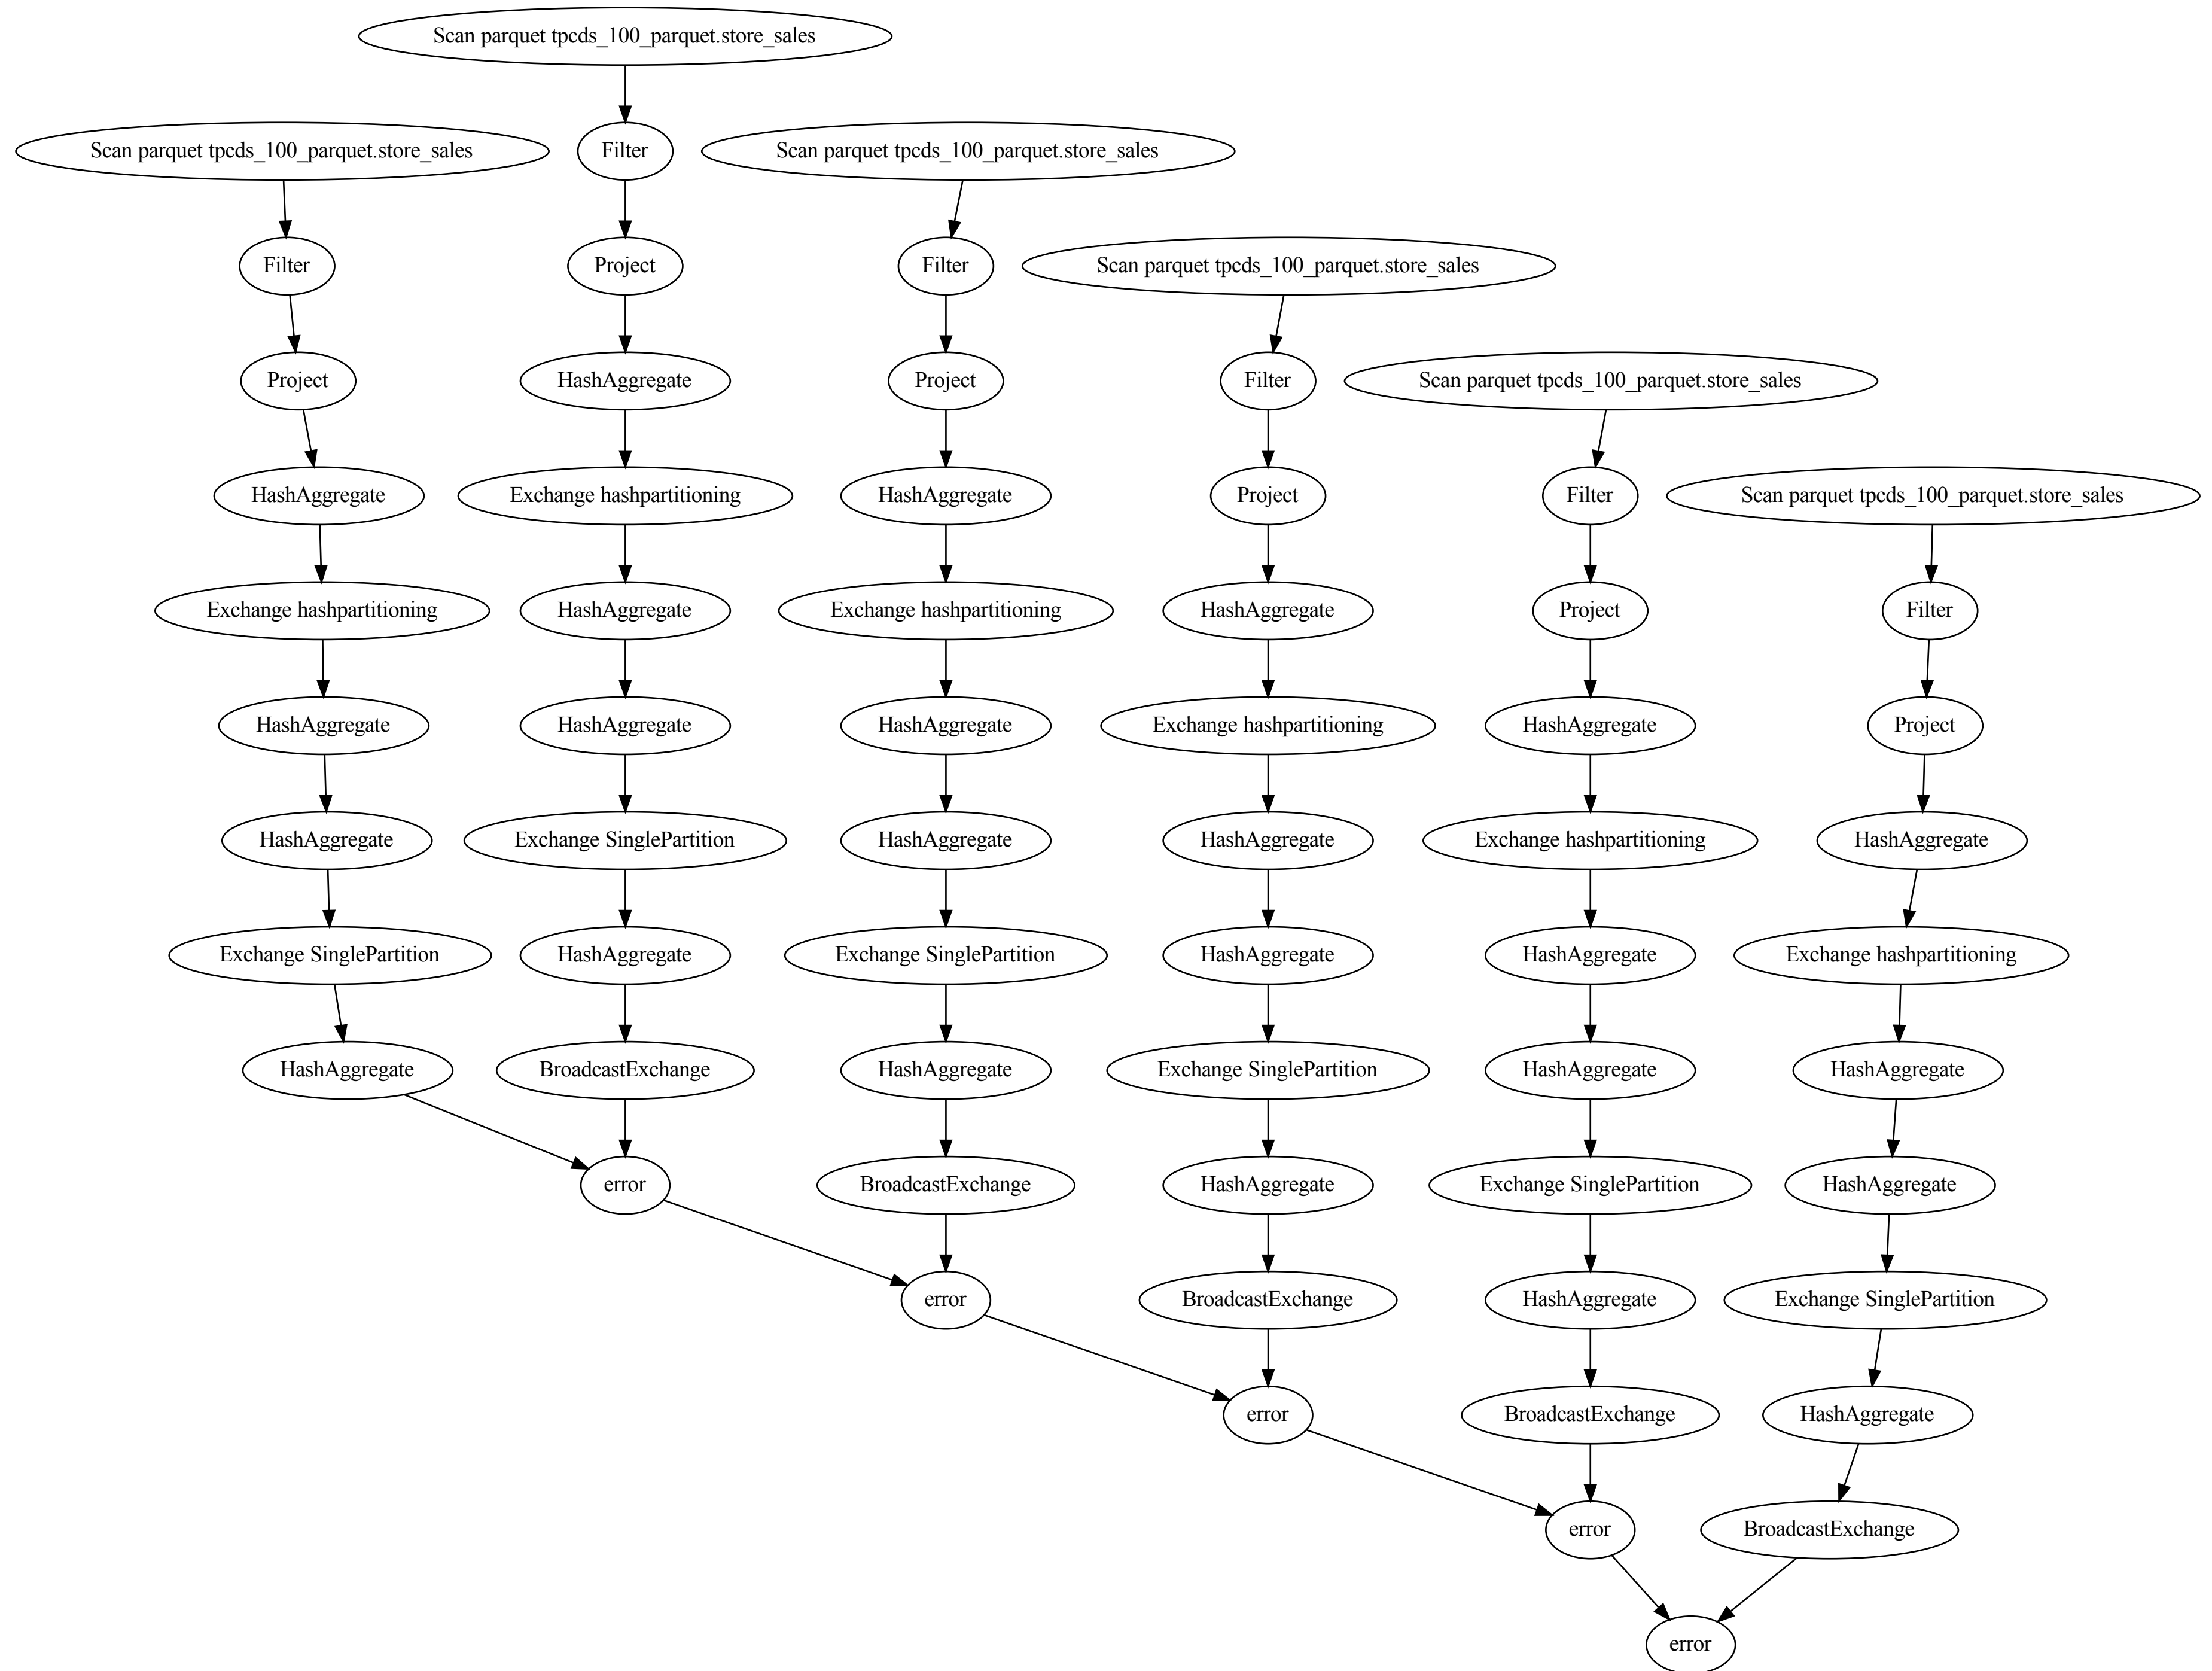 Scan parquet tpcds_100_parquet.store_sales
Scan parquet tpcds_100_parquet.store_sales
Filter
Scan parquet tpcds_100_parquet.store_sales
Filter
Project
Filter
Scan parquet tpcds_100_parquet.store_sales
Project
HashAggregate
Project
Filter
Scan parquet tpcds_100_parquet.store_sales
HashAggregate
Exchange hashpartitioning
HashAggregate
Project
Filter
Scan parquet tpcds_100_parquet.store_sales
Exchange hashpartitioning
HashAggregate
Exchange hashpartitioning
HashAggregate
Project
Filter
HashAggregate
HashAggregate
HashAggregate
Exchange hashpartitioning
HashAggregate
Project
HashAggregate
Exchange SinglePartition
HashAggregate
HashAggregate
Exchange hashpartitioning
HashAggregate
Exchange SinglePartition
HashAggregate
Exchange SinglePartition
HashAggregate
HashAggregate
Exchange hashpartitioning
HashAggregate
BroadcastExchange
HashAggregate
Exchange SinglePartition
HashAggregate
HashAggregate
error
BroadcastExchange
HashAggregate
Exchange SinglePartition
HashAggregate
error
BroadcastExchange
HashAggregate
Exchange SinglePartition
error
BroadcastExchange
HashAggregate
error
BroadcastExchange
error